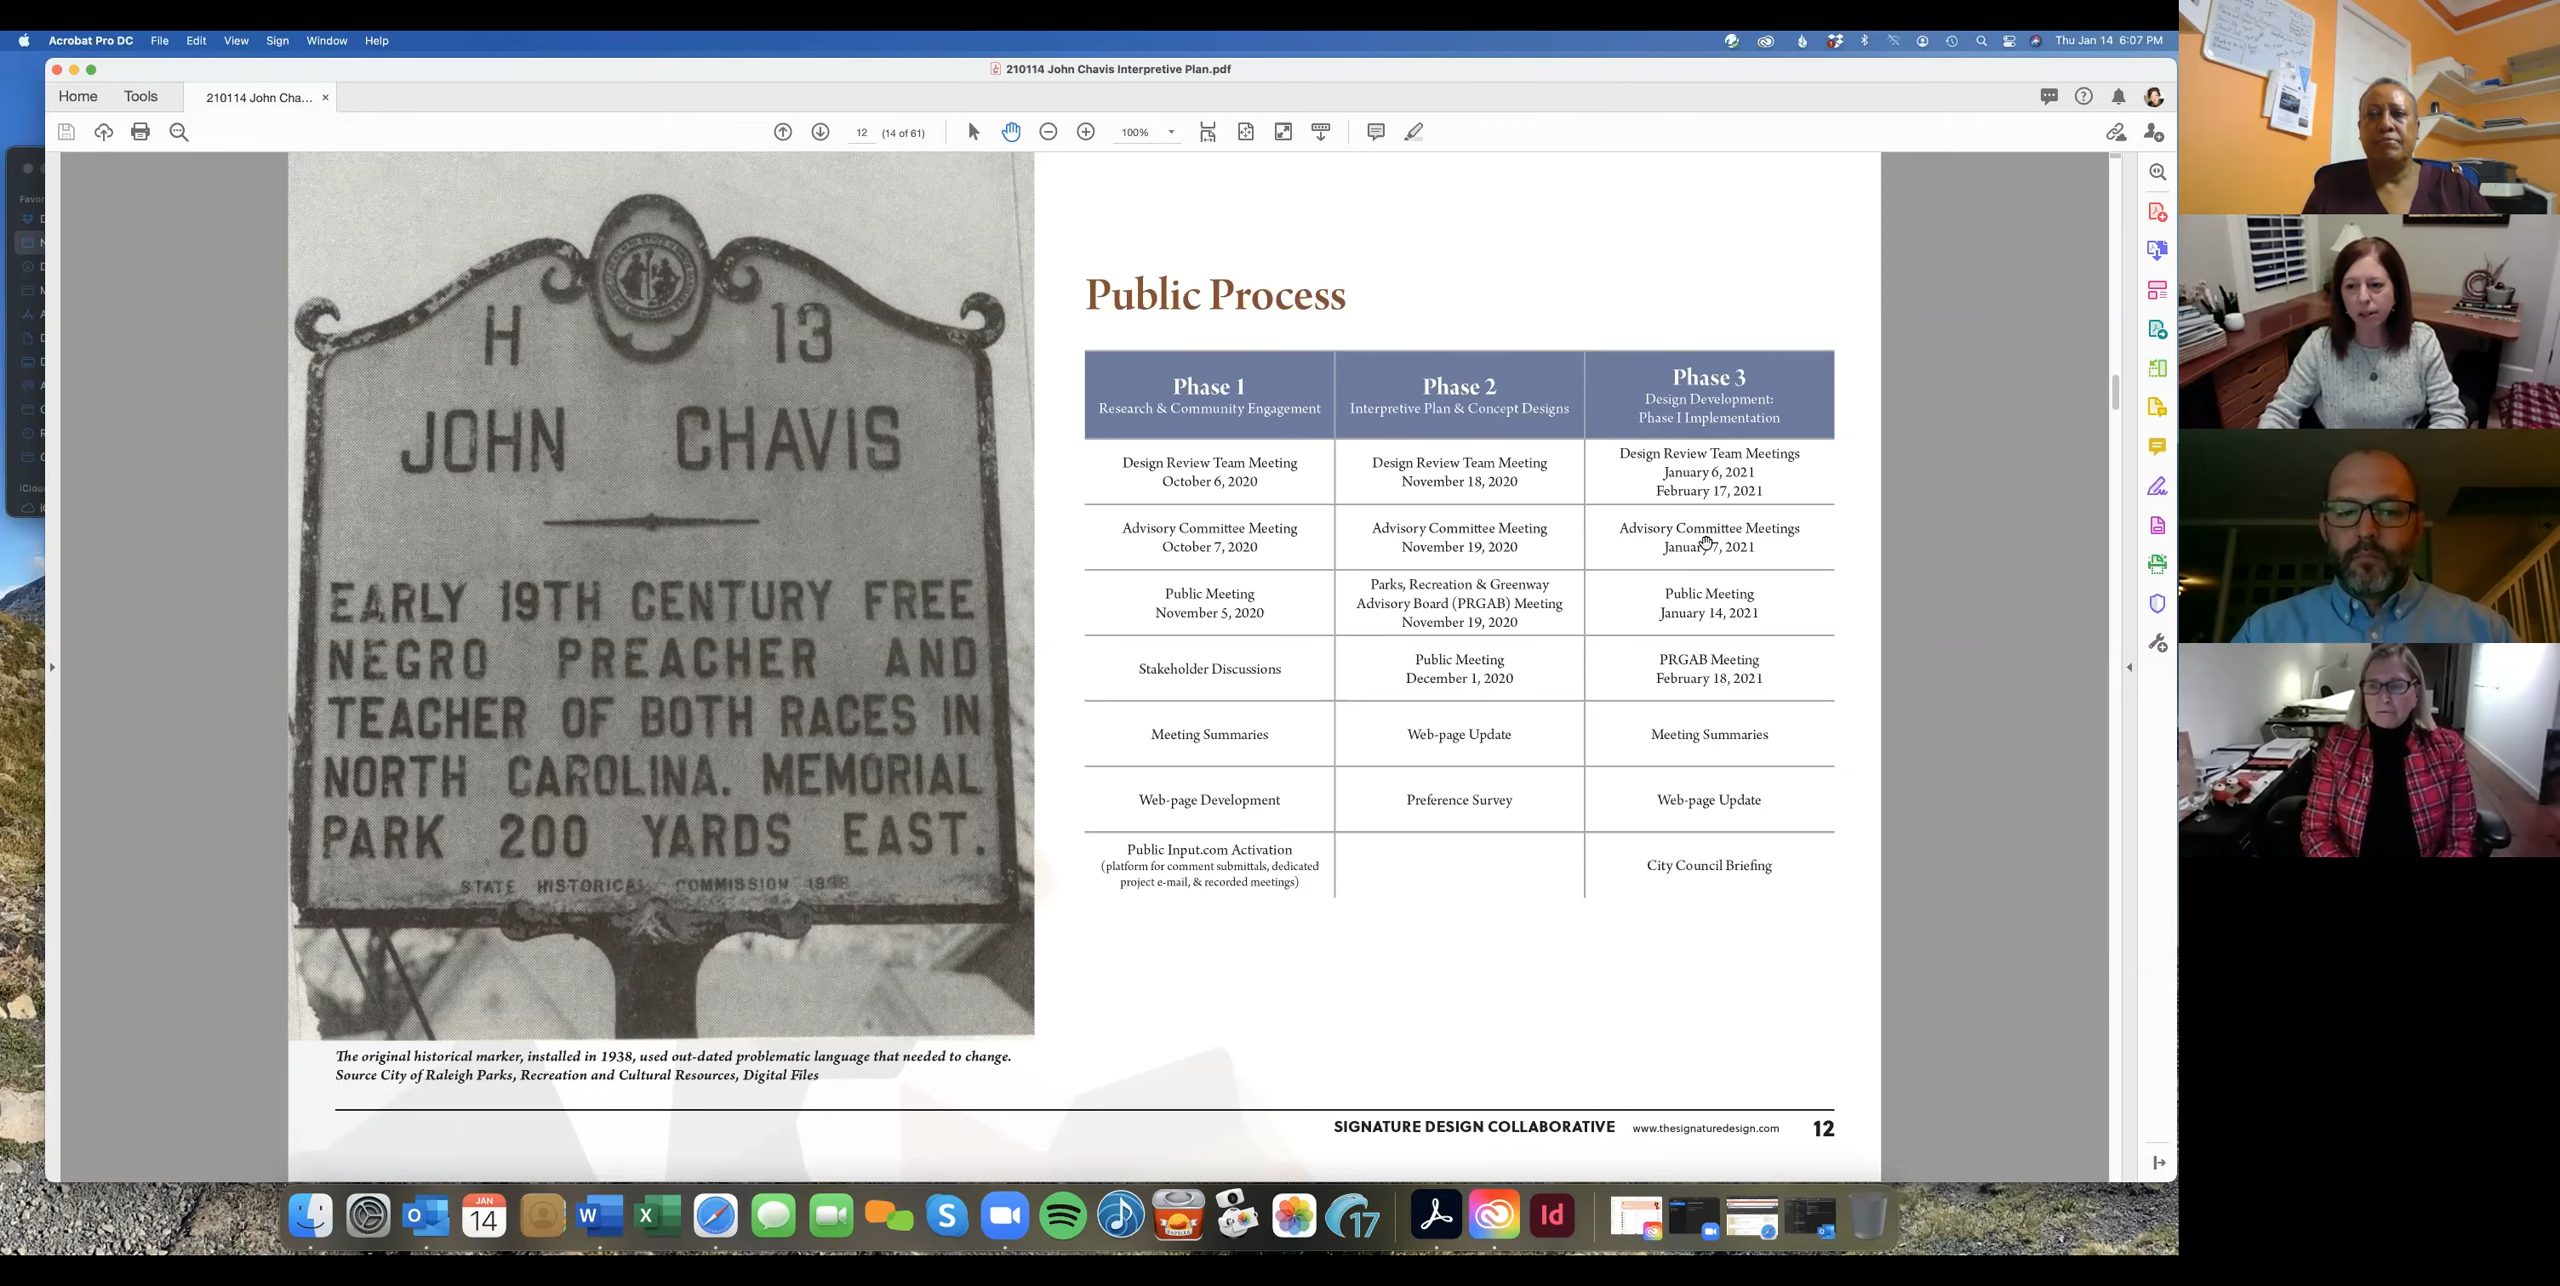 Acrobat Pro DC File Edit View Sign Window Help
Thu Jan 14 6:07 PM
210114 John Chavis Interpretive Plan.pdf
Home Tools 210114 John Cha... ×
12 (14 of 61) 100%
Favor
iClou
H 13
JOHN CHAVIS
EARLY 19TH CENTURY FREE
NEGRO PREACHER AND
TEACHER OF BOTH RACES IN
NORTH CAROLINA. MEMORIAL
PARK 200 YARDS EAST.
STATE HISTORICAL COMMISSION
The original historical marker, installed in 1938, used out-dated problematic language that needed to change.
Source City of Raleigh Parks, Recreation and Cultural Resources, Digital Files
Public Process
Phase 1
Research & Community Engagement
Phase 2
Interpretive Plan & Concept Designs
Phase 3
Design Development:
Phase I Implementation
Design Review Team Meeting
October 6, 2020
Design Review Team Meeting
November 18, 2020
Design Review Team Meetings
January 6, 2021
February 17, 2021
Advisory Committee Meeting
October 7, 2020
Advisory Committee Meeting
November 19, 2020
Advisory Committee Meetings
January 7, 2021
Public Meeting
November 5, 2020
Parks, Recreation & Greenway
Advisory Board (PRGAB) Meeting
November 19, 2020
Public Meeting
January 14, 2021
Stakeholder Discussions
Public Meeting
December 1, 2020
PRGAB Meeting
February 18, 2021
Meeting Summaries
Web-page Update
Meeting Summaries
Web-page Development
Preference Survey
Web-page Update
Public Input.com Activation
(platform for comment submittals, dedicated
project e-mail, & recorded meetings)
City Council Briefing
SIGNATURE DESIGN COLLABORATIVE www.thesignaturedesign.com 12
JAN
14
W
X
S
17
Id